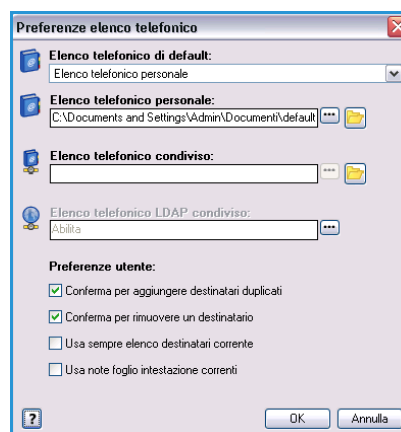 Preferenze elenco telefonico
Elenco telefonico di default:
Elenco telefonico personale
Elenco telefonico personale:
C:\Documents and Settings\Admin\Documenti\default
Elenco telefonico condiviso:
Elenco telefonico LDAP condiviso:
Abilita
Preferenze utente:
Conferma per aggiungere destinatari duplicati
Conferma per rimuovere un destinatario
Usa sempre elenco destinatari corrente
Usa note foglio intestazione correnti
? OK Annulla